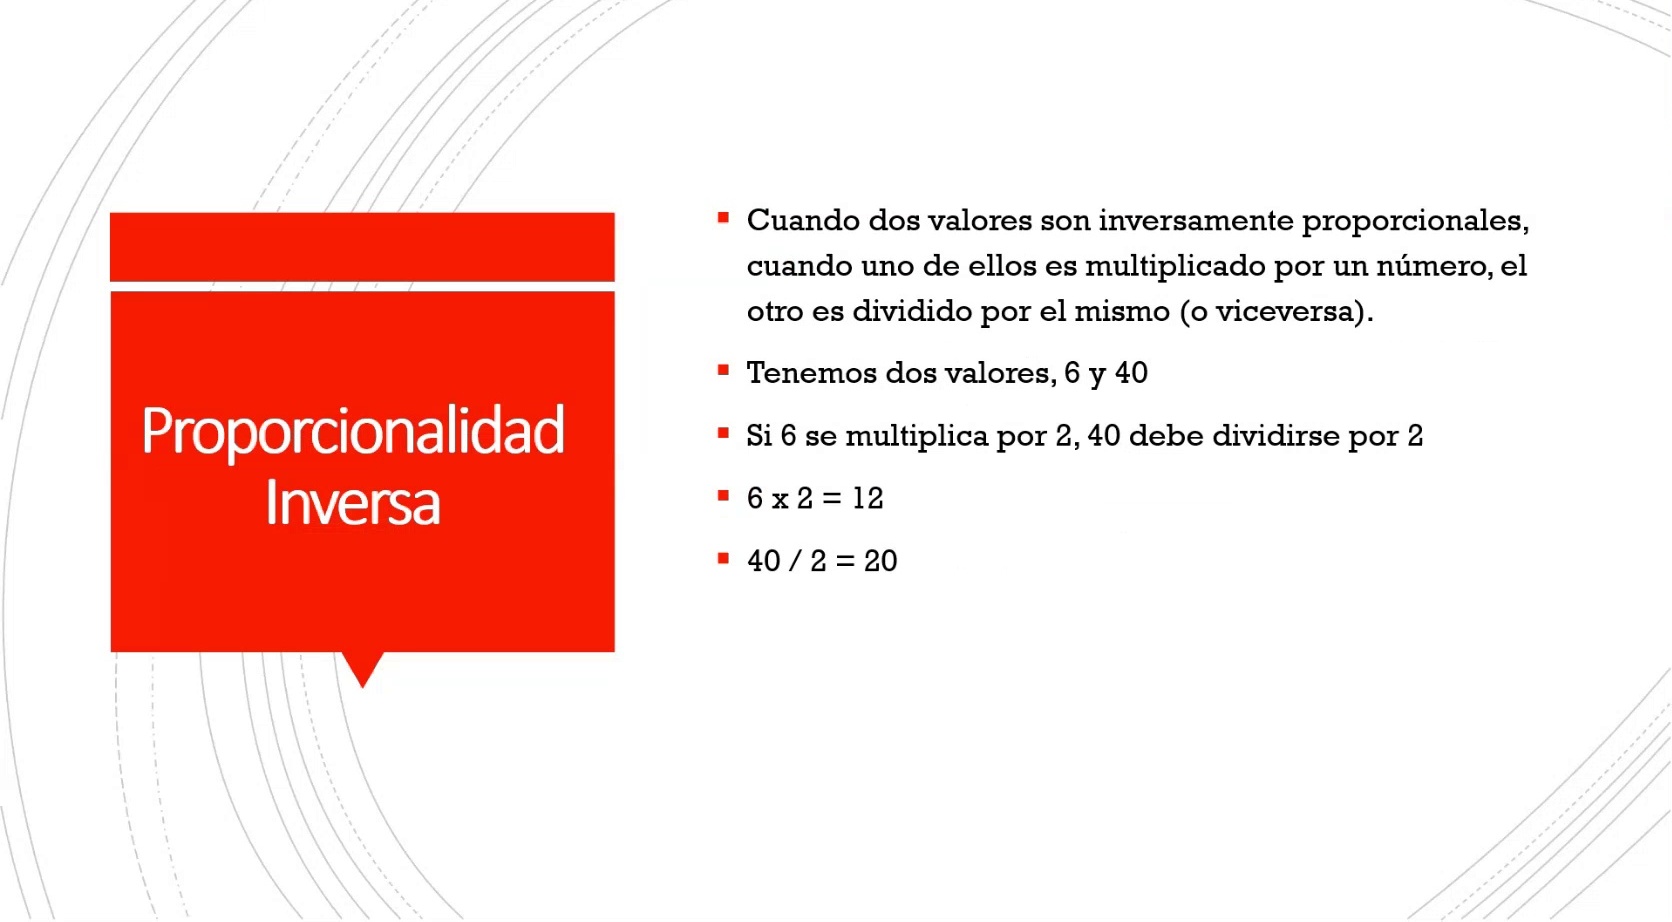 Proporcionalidad
Inversa
Cuando dos valores son inversamente proporcionales,
cuando uno de ellos es multiplicado por un número, el
otro es dividido por el mismo (o viceversa).
Tenemos dos valores, 6 y 40
Si 6 se multiplica por 2, 40 debe dividirse por 2
6 x 2 = 12
40 / 2 = 20